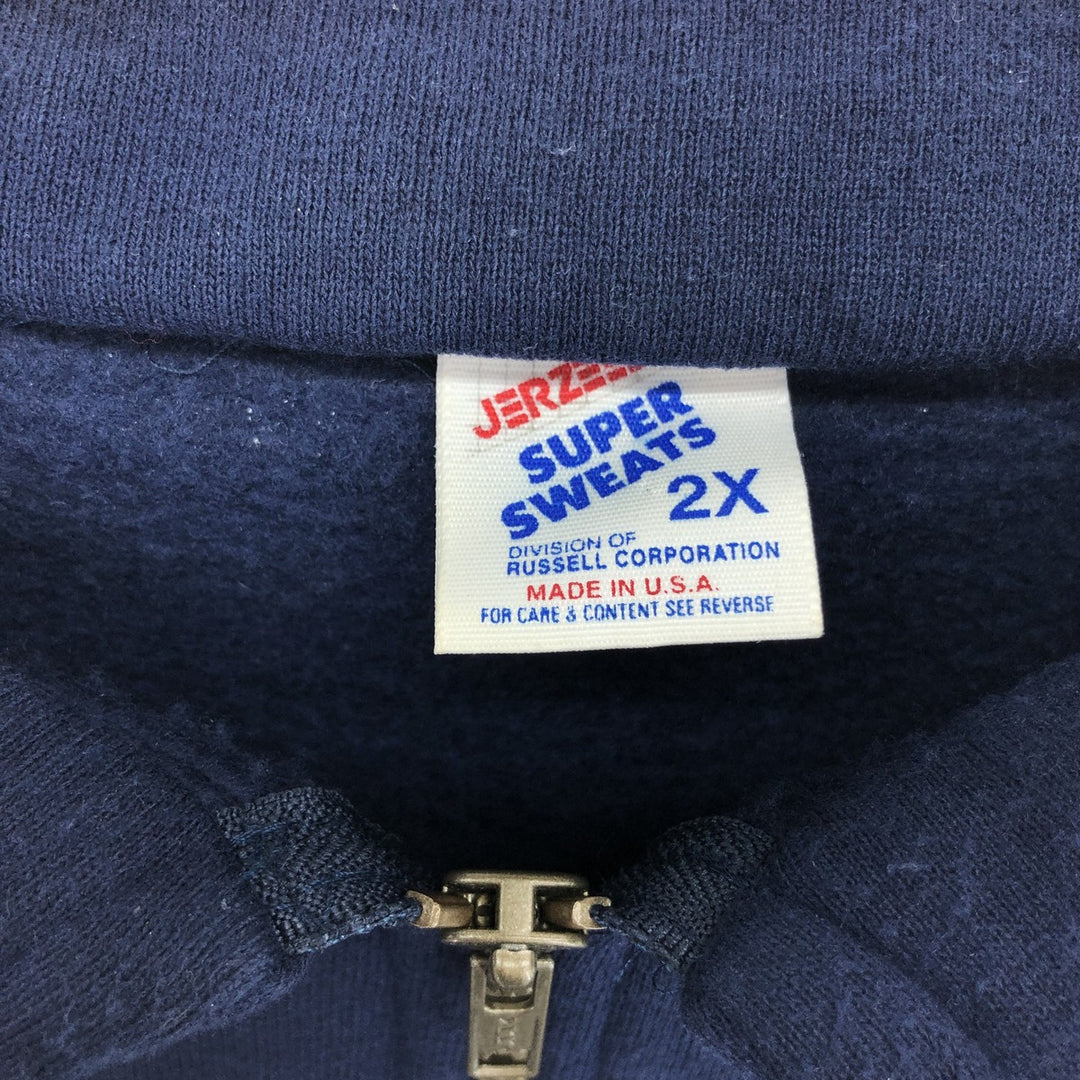 JERZEES
SUPER
SWEATS
2X
DIVISION OF
RUSSELL CORPORATION
MADE IN U.S.A.
FOR CARE & CONTENT SEE REVERSE